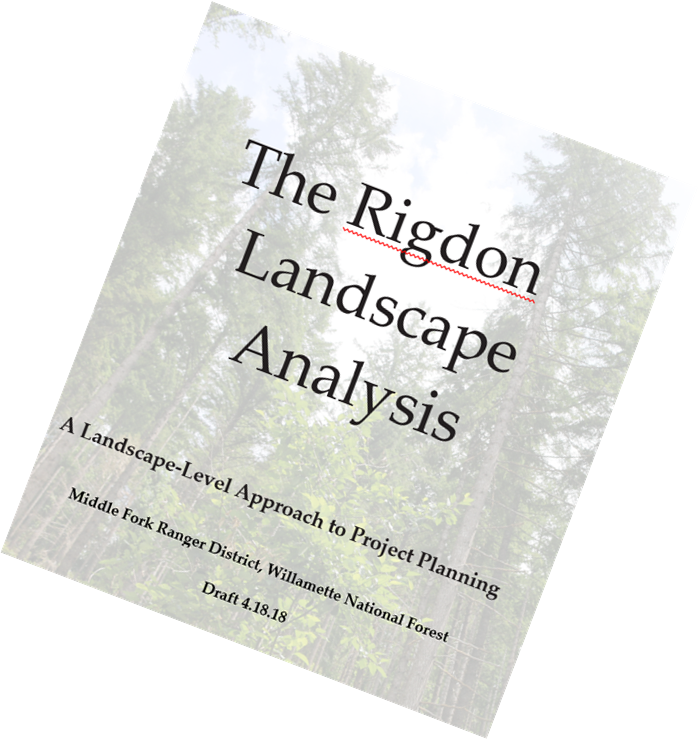 The Rigdon
Landscape
Analysis
A Landscape-Level Approach to Project Planning
Middle Fork Ranger District, Willamette National Forest
Draft 4.18.18